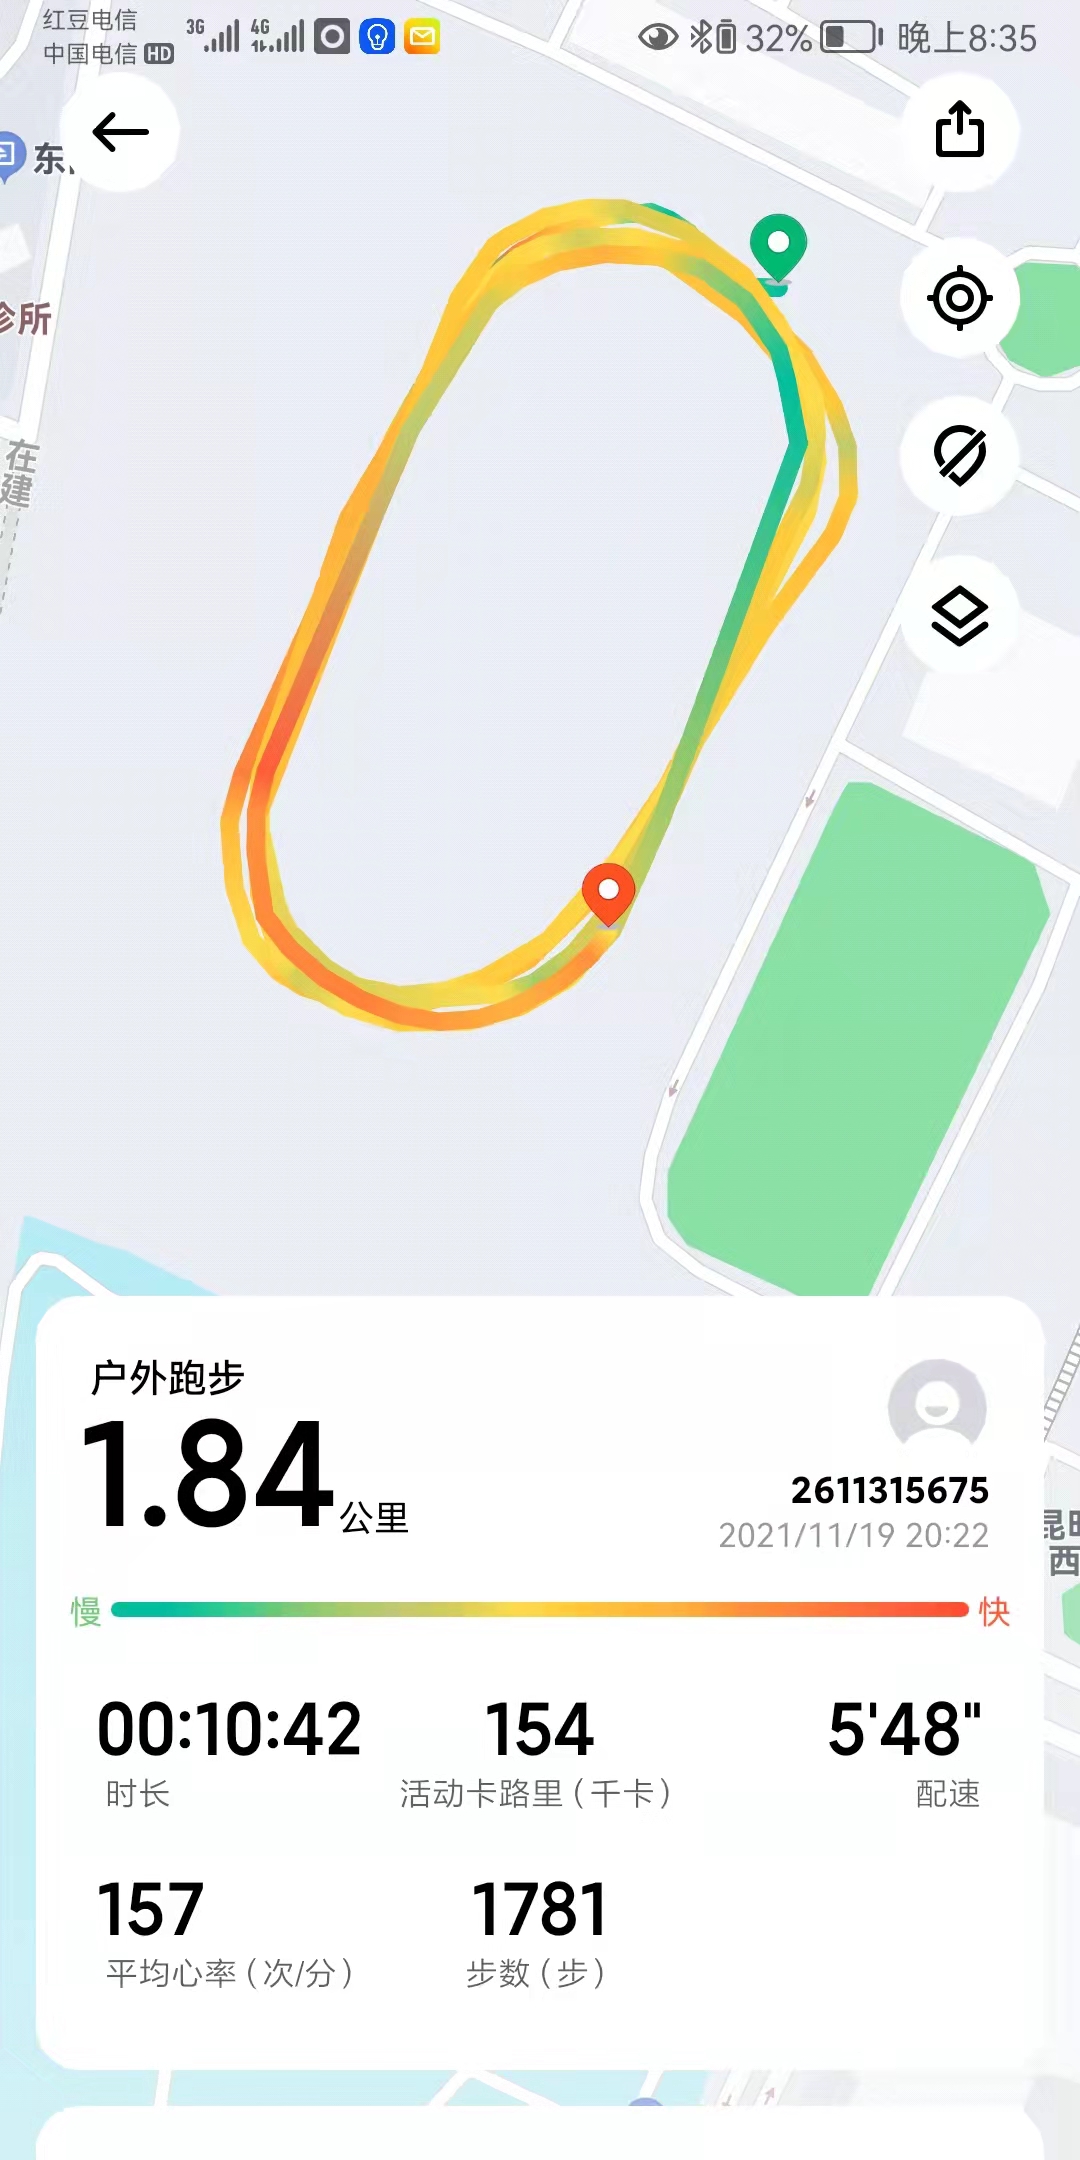 红豆电信
中国电信 HD
3G
4G
32%
晚上8:35
东
诊所
在建
户外跑步
1.84公里
2611315675
2021/11/19 20:22
慢
快
00:10:42
154
5'48"
时长
活动卡路里（千卡）
配速
157
1781
平均心率（次/分）
步数（步）
西